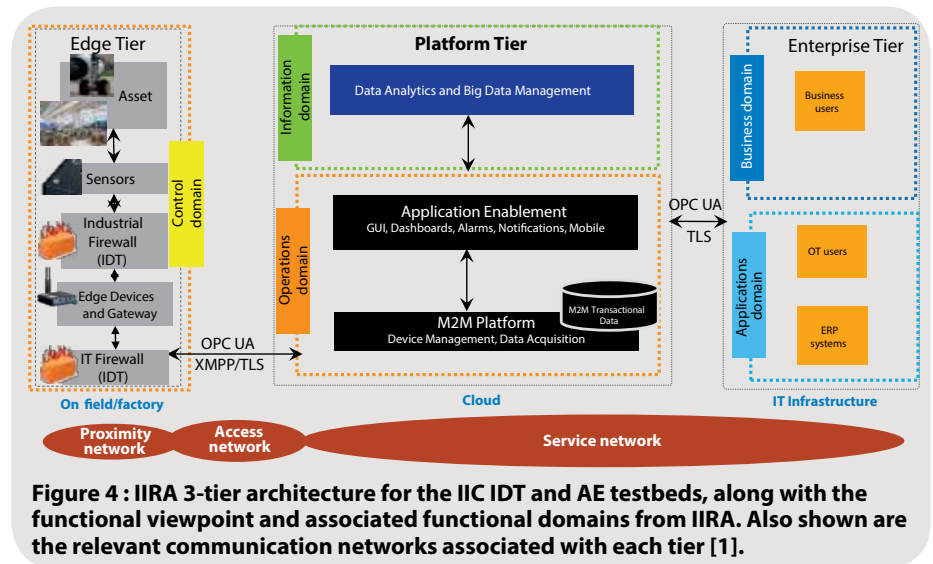 Edge Tier
Asset
Sensors
Control
domain
Industrial
Firewall
(IDT)
Edge Devices
and Gateway
IT Firewall
(IDT)
On field/factory
OPC UA
XMPP/TLS
Platform Tier
Information
domain
Data Analytics and Big Data Management
Operations
domain
Application Enablement
GUI, Dashboards, Alarms, Notifications, Mobile
M2M Transactional
Data
M2M Platform
Device Management, Data Acquisition
Cloud
OPC UA
TLS
Enterprise Tier
Business domain
Business
users
Applications
domain
OT users
ERP
systems
IT Infrastructure
Proximity
network
Access
network
Service network
Figure 4 : IIRA 3-tier architecture for the IIC IDT and AE testbeds, along with the
functional viewpoint and associated functional domains from IIRA. Also shown are
the relevant communication networks associated with each tier [1].